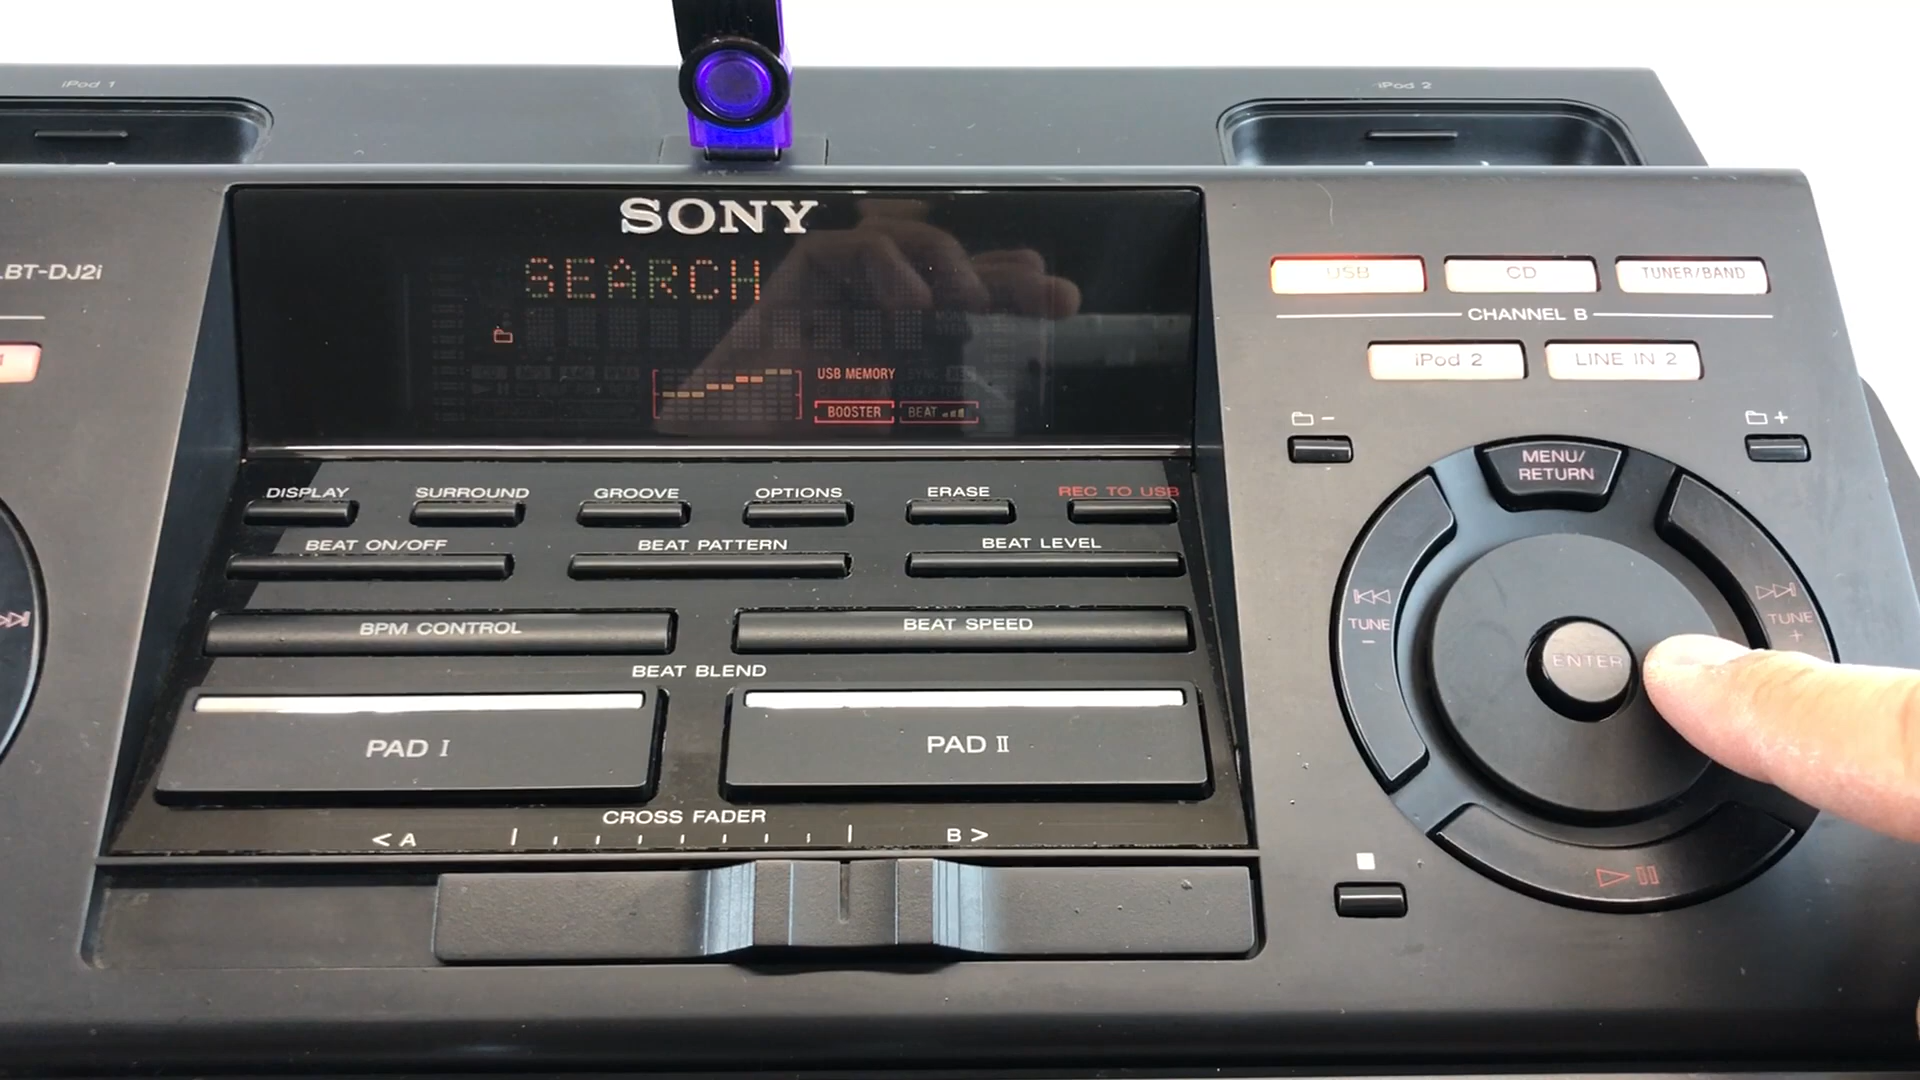 iPod 1
iPod 2
SONY
LBT-DJ2i
SEARCH
USB
CD
TUNER/BAND
CHANNEL B
iPod 2
LINE IN 2
USB MEMORY
BOOSTER
BEAT
−
+
MENU/
RETURN
DISPLAY
SURROUND
GROOVE
OPTIONS
ERASE
REC TO USB
BEAT ON/OFF
BEAT PATTERN
BEAT LEVEL
TUNE
−
TUNE
+
ENTER
BPM CONTROL
BEAT SPEED
BEAT BLEND
PAD I
PAD II
CROSS FADER
< A
B >